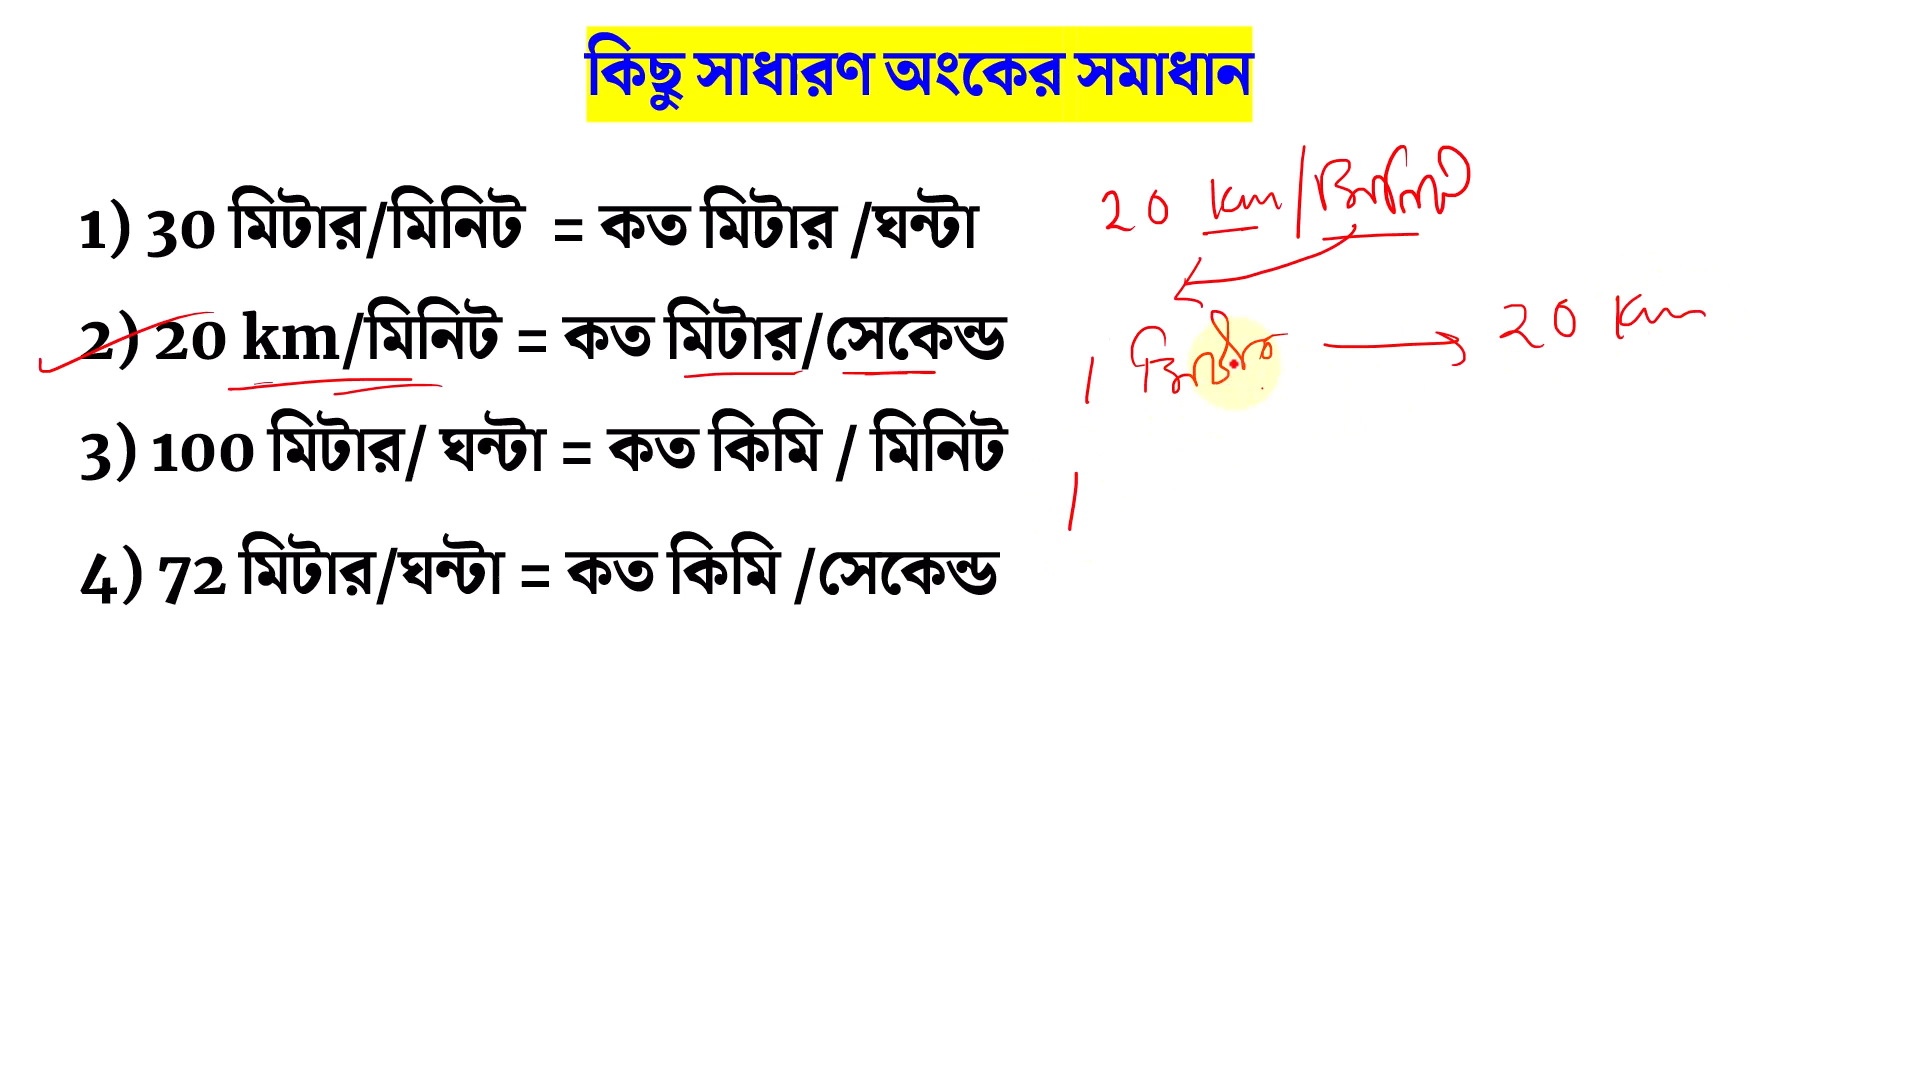 কিছু সাধারণ অংকের সমাধান
1) 30 মিটার/মিনিট = কত মিটার /ঘন্টা
2) 20 km/মিনিট = কত মিটার/সেকেন্ড
3) 100 মিটার/ ঘন্টা = কত কিমি / মিনিট
4) 72 মিটার/ঘন্টা = কত কিমি /সেকেন্ড
20 km/মিনিট
1 → 20 km
1